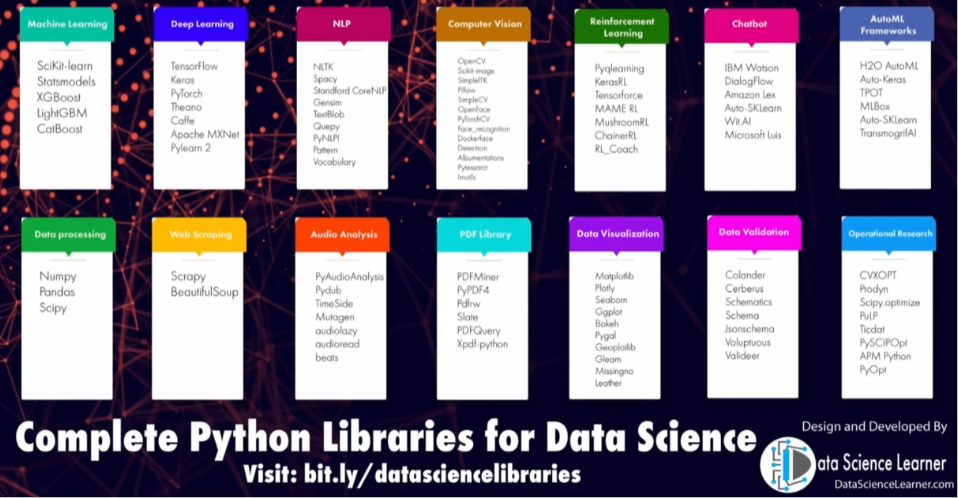 Machine Learning
SciKit-learn
Statsmodels
XGBoost
LightGBM
CatBoost
Deep Learning
TensorFlow
Keras
PyTorch
Theano
Caffe
Apache MXNet
Pylearn 2
NLP
NLTK
Spacy
Standford CoreNLP
Gensim
TextBlob
Quepy
PyNLPI
Pattern
Vocabulary
Computer Vision
OpenCV
Scikit-image
SimpleITK
Pillow
SimpleCV
OpenFace
PyTorchCV
Face_recognition
Dockerface
Detectron
Albumentations
Pytessarct
Imutils
Reinforcement
Learning
Pyqlearning
KerasRL
Tensorforce
MAME RL
MushroomRL
ChainerRL
RL_Coach
Chatbot
IBM Watson
DialogFlow
Amazon Lex
Auto-SKLearn
Wit.AI
Microsoft Luis
AutoML
Frameworks
H2O AutoML
Auto-Keras
TPOT
MLBox
Auto-SKLearn
TransmogrifAI
Data processing
Numpy
Pandas
Scipy
Web Scraping
Scrapy
BeautifulSoup
Audio Analysis
PyAudioAnalysis
Pydub
TimeSide
Mutagen
audiolazy
audioread
beats
PDF Library
PDFMiner
PyPDF4
Pdfrw
Slate
PDFQuery
Xpdf-python
Data Visualization
Matplotlib
Plotly
Seaborn
Ggplot
Bokeh
Pygal
Geoplotlib
Gleam
Missingno
Leather
Data Validation
Colander
Cerberus
Schematics
Schema
Jsonschema
Voluptuous
Valideer
Operational Research
CVXOPT
Prodyn
Scipy.optimize
PuLP
Ticdat
PySCIPOpt
APM Python
PyOpt
Complete Python Libraries for Data Science
Visit: bit.ly/datasciencelibraries
Design and Developed By
Data Science Learner
DataScienceLearner.com